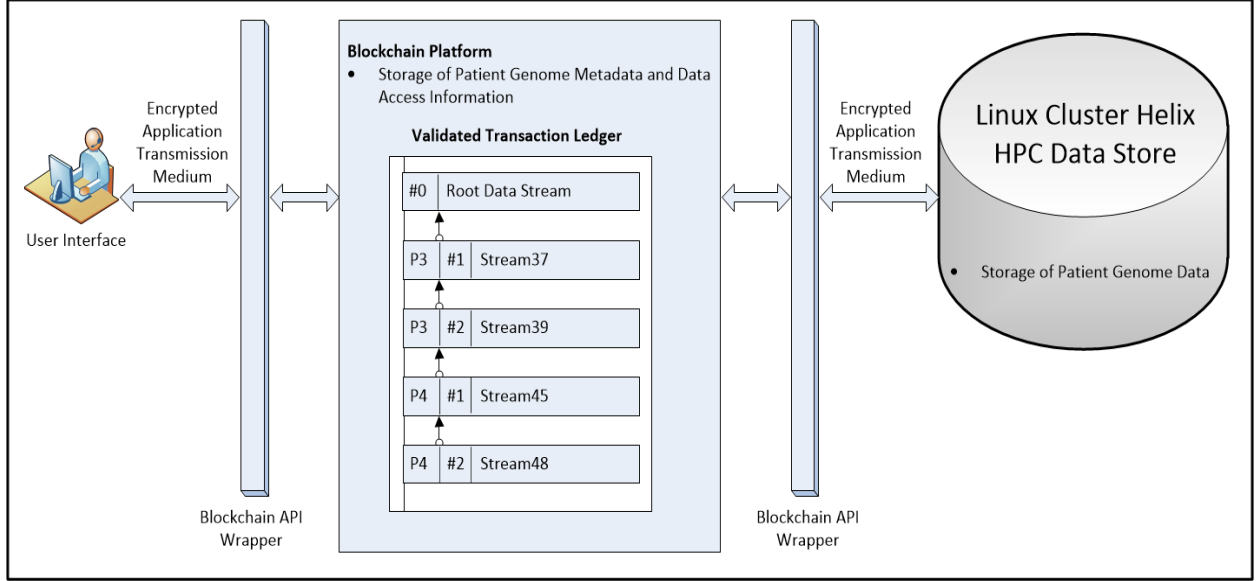 Encrypted
Application
Transmission
Medium
User Interface
Blockchain API
Wrapper
Blockchain Platform
• Storage of Patient Genome Metadata and Data
Access Information
Validated Transaction Ledger
#0 Root Data Stream
P3 #1 Stream37
P3 #2 Stream39
P4 #1 Stream45
P4 #2 Stream48
Encrypted
Application
Transmission
Medium
Blockchain API
Wrapper
Linux Cluster Helix
HPC Data Store
• Storage of Patient Genome Data